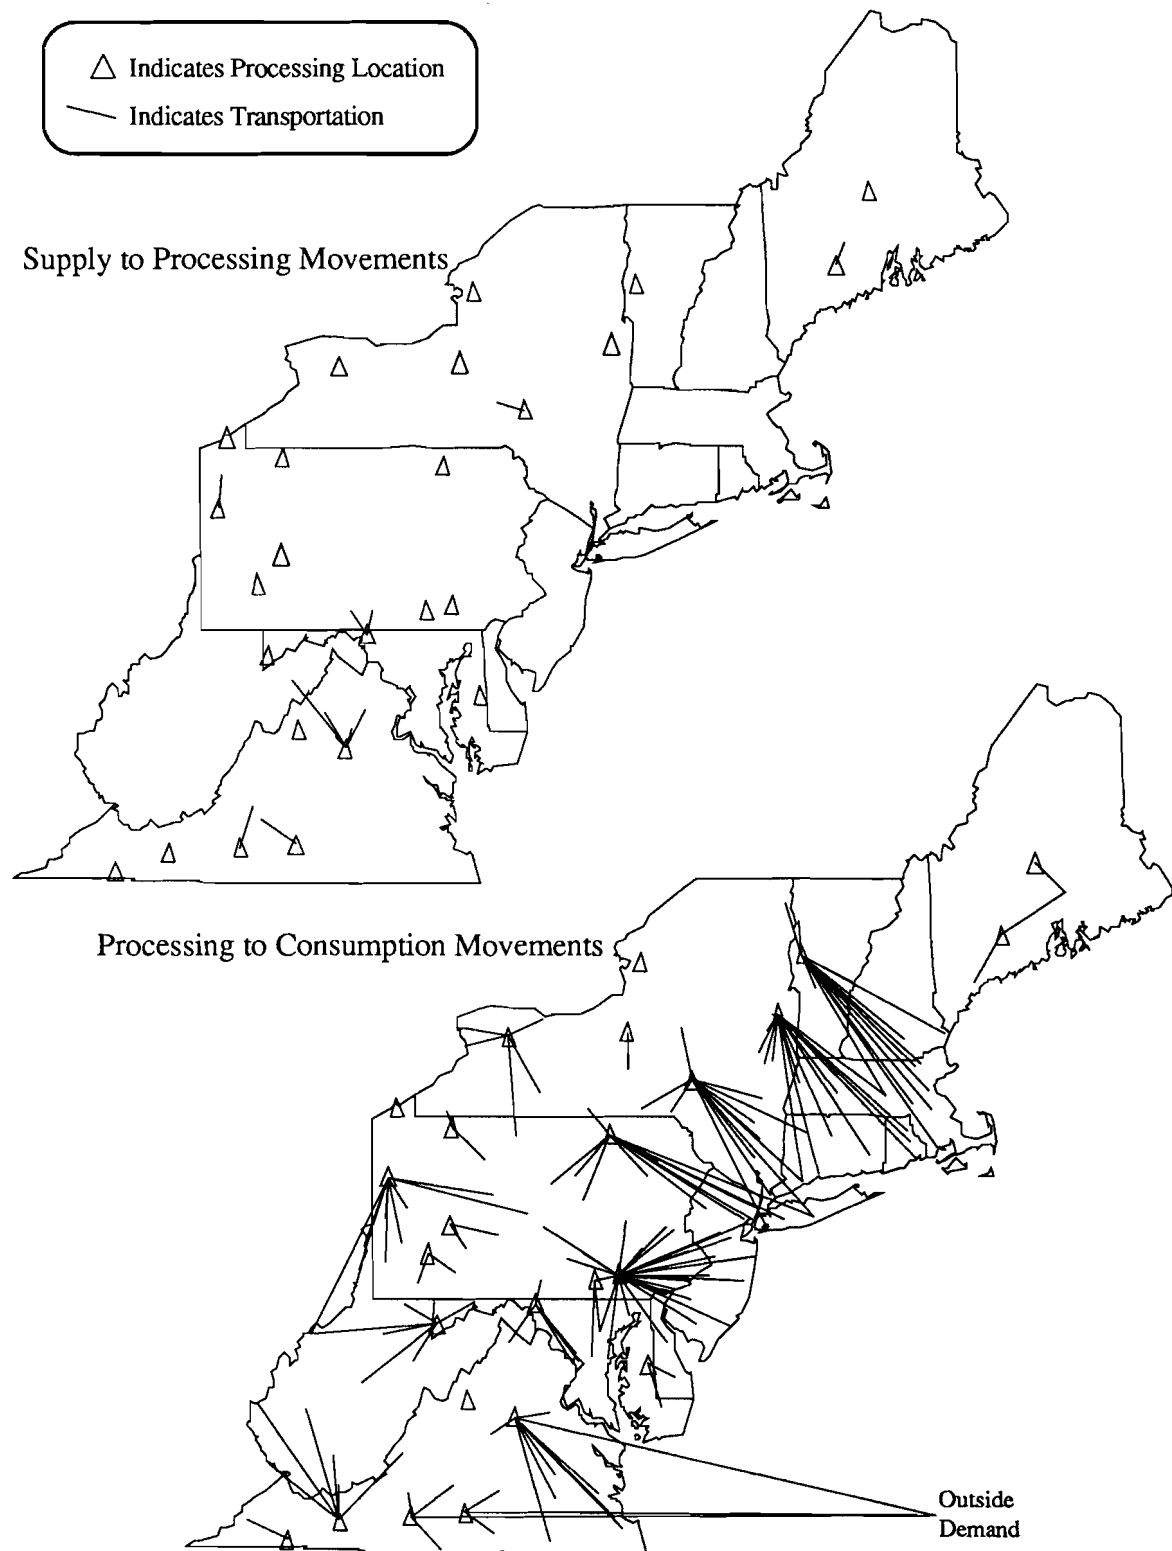 Indicates Processing Location
Indicates Transportation
Supply to Processing Movements
Processing to Consumption Movements
Outside
Demand